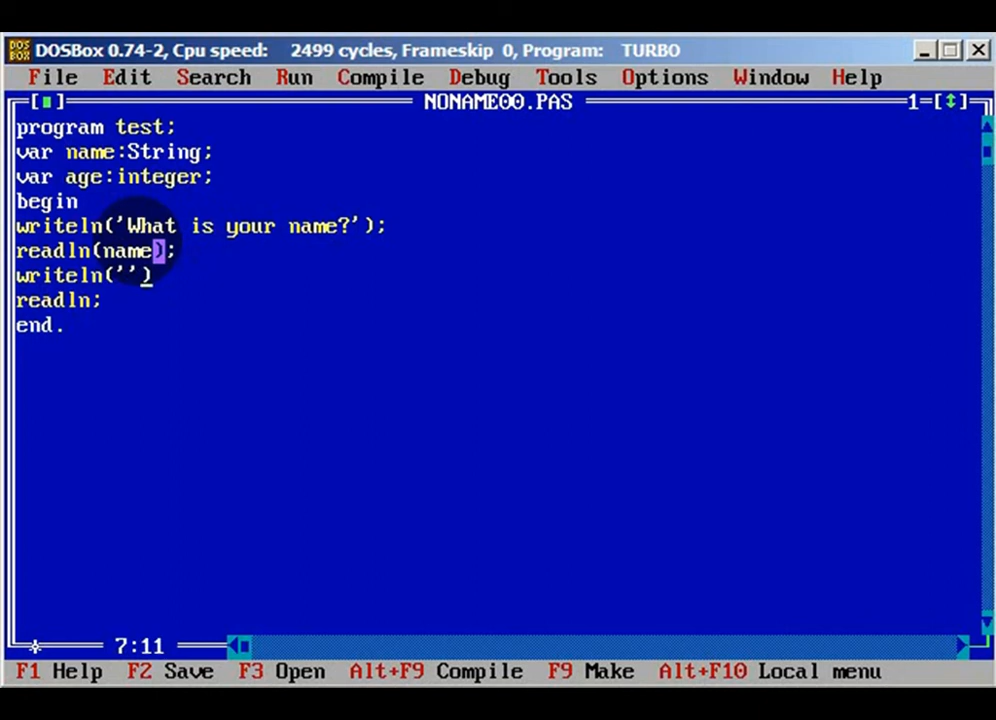 DOSBox 0.74-2, Cpu speed: 2499 cycles, Frameskip 0, Program: TURBO
File Edit Search Run Compile Debug Tools Options Window Help
[■] NONAME00.PAS 1=[↕]
program test;
var name:String;
var age:integer;
begin
writeln('What is your name?');
readln(name);
writeln('')
readln;
end.
7:11
F1 Help F2 Save F3 Open Alt+F9 Compile F9 Make Alt+F10 Local menu